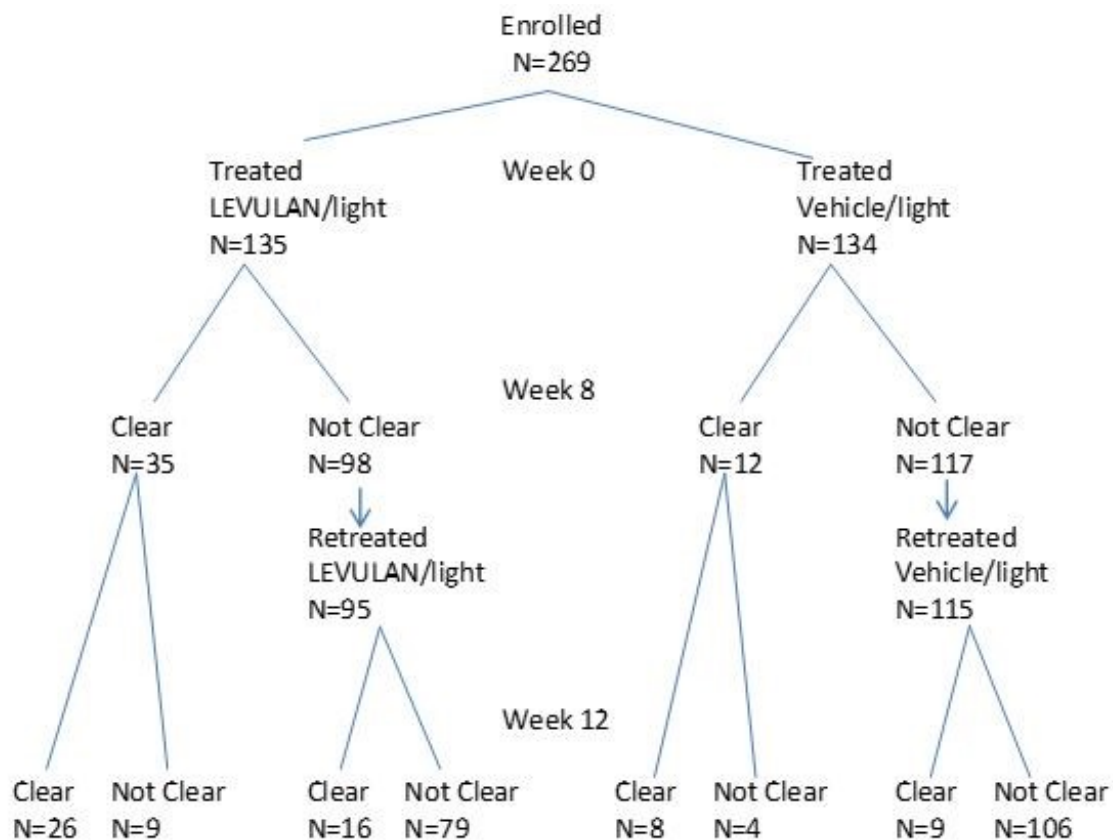 Enrolled
N=269
Treated
LEVULAN/light
N=135
Week 0
Treated
Vehicle/light
N=134
Week 8
Clear
N=35
Not Clear
N=98
Clear
N=12
Not Clear
N=117
Retreated
LEVULAN/light
N=95
Retreated
Vehicle/light
N=115
Week 12
Clear
N=26
Not Clear
N=9
Clear
N=16
Not Clear
N=79
Clear
N=8
Not Clear
N=4
Clear
N=9
Not Clear
N=106